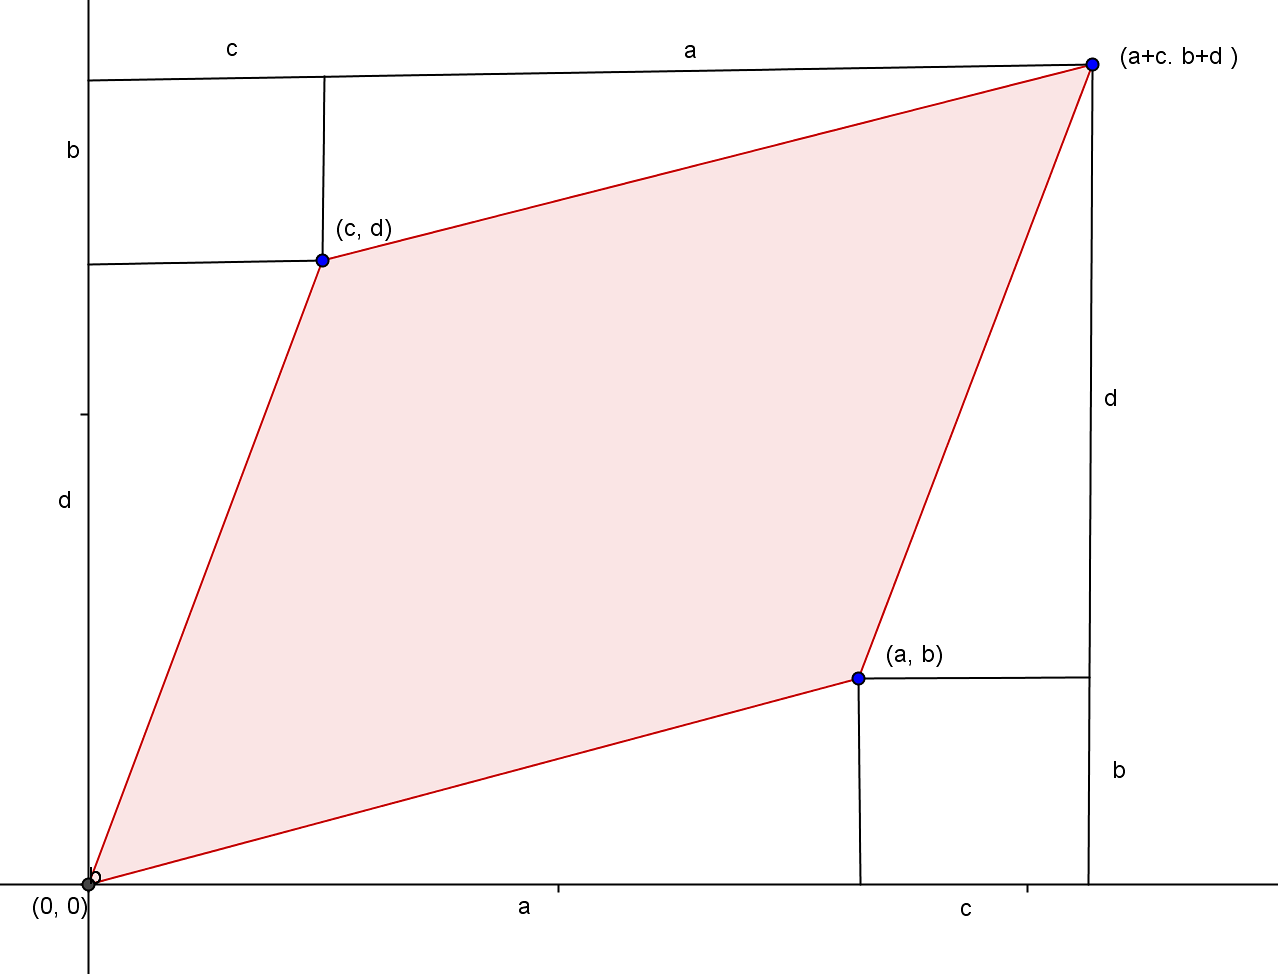 c
a
(a+c. b+d )
b
(c, d)
d
d
(a, b)
b
(0, 0)
a
c